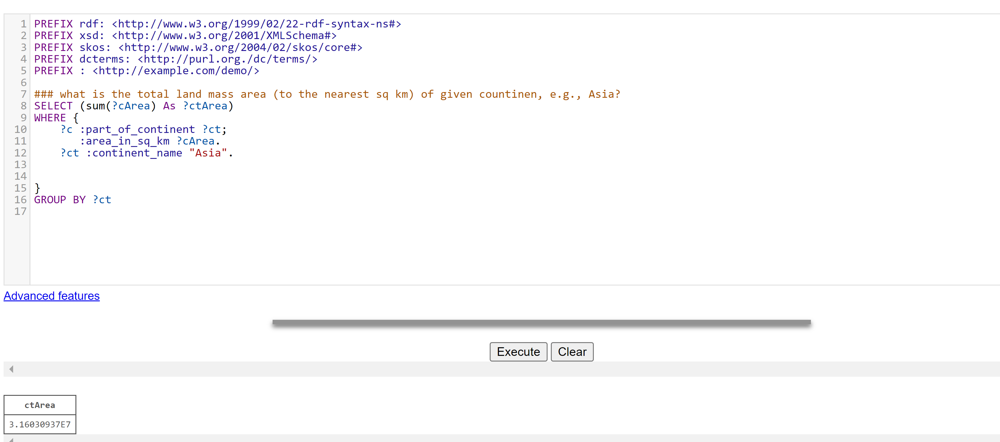 1 PREFIX rdf: <http://www.w3.org/1999/02/22-rdf-syntax-ns#>
2 PREFIX xsd: <http://www.w3.org/2001/XMLSchema#>
3 PREFIX skos: <http://www.w3.org/2004/02/skos/core#>
4 PREFIX dcterms: <http://purl.org./dc/terms/>
5 PREFIX : <http://example.com/demo/>
6
7 ### what is the total land mass area (to the nearest sq km) of given countinen, e.g., Asia?
8 SELECT (sum(?cArea) As ?ctArea)
9 WHERE {
10 ?c :part_of_continent ?ct;
11 :area_in_sq_km ?cArea.
12 ?ct :continent_name "Asia".
13
14
15 }
16 GROUP BY ?ct
17
Advanced features
Execute Clear
ctArea
3.16030937E7